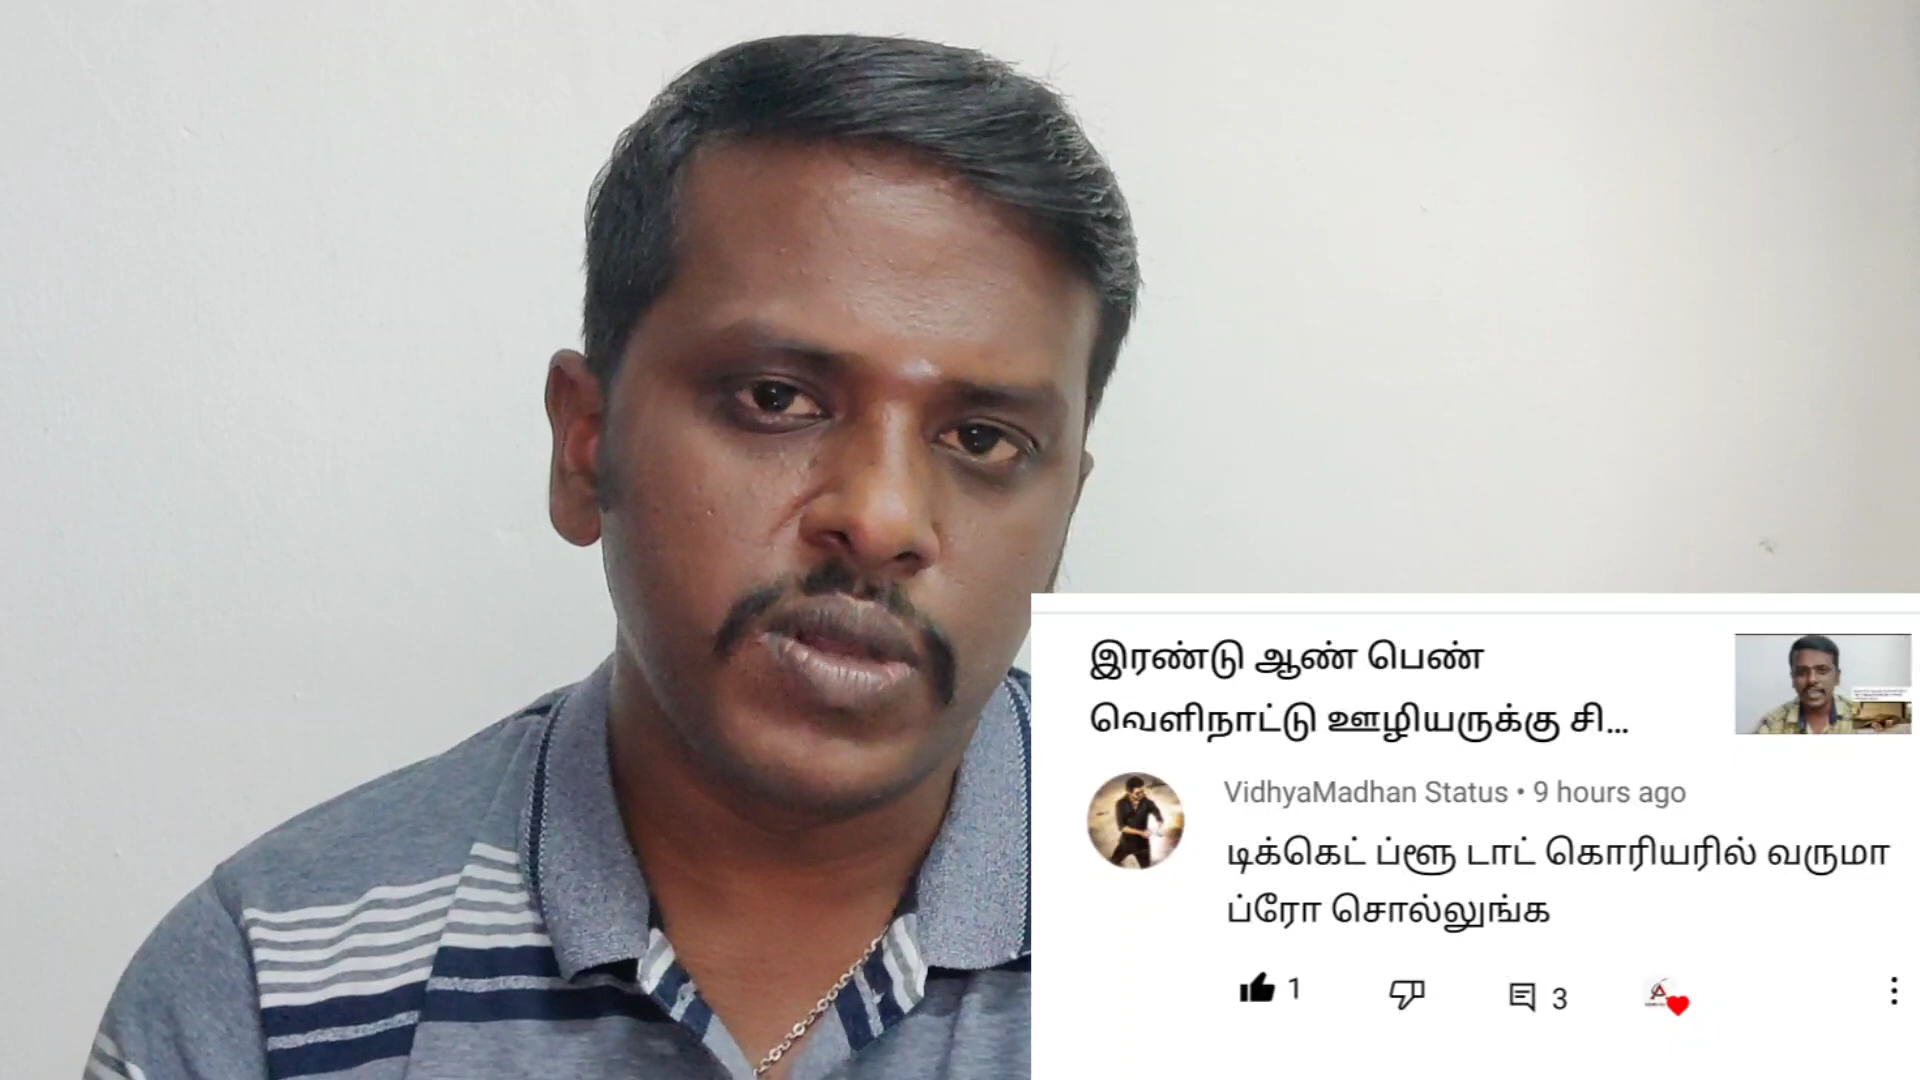 இரண்டு ஆண் பெண்
வெளிநாட்டு ஊழியருக்கு சி...
VidhyaMadhan Status • 9 hours ago
டிக்கெட் ப்ளூ டாட் கொரியரில் வருமா
ப்ரோ சொல்லுங்க
1
3